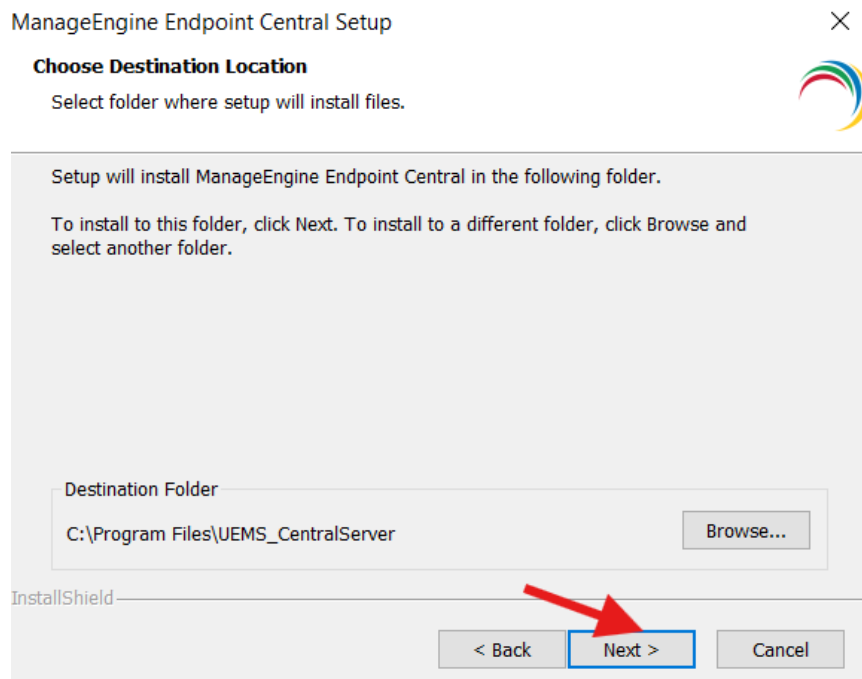 ManageEngine Endpoint Central Setup
Choose Destination Location
Select folder where setup will install files.
Setup will install ManageEngine Endpoint Central in the following folder.
To install to this folder, click Next. To install to a different folder, click Browse and
select another folder.
Destination Folder
C:\Program Files\UEMS_CentralServer
Browse...
InstallShield
< Back
Next >
Cancel